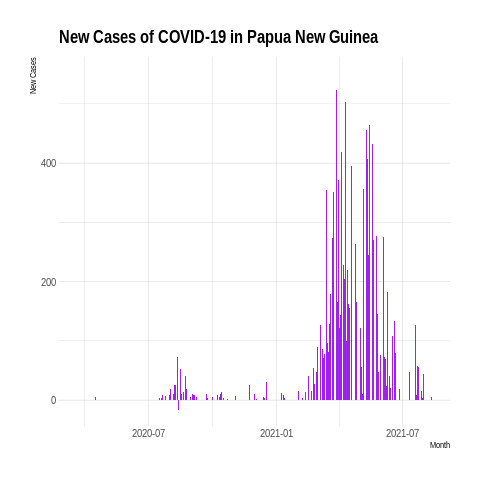 New Cases of COVID-19 in Papua New Guinea
New Cases
400
200
0
2020-07
2021-01
2021-07
Month